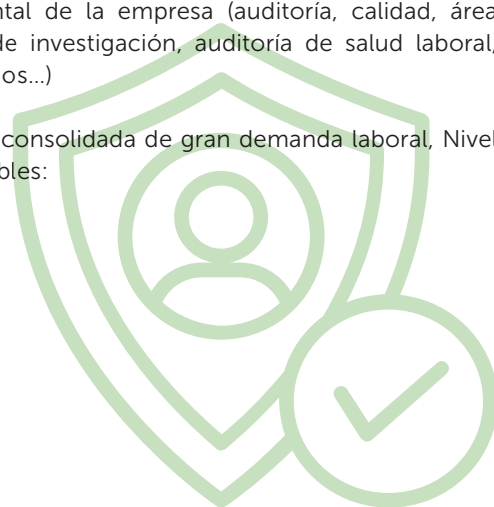 ntal de la empresa (auditoría, calidad, área
de investigación, auditoría de salud laboral,
os...)
consolidada de gran demanda laboral, Nivel
bles: